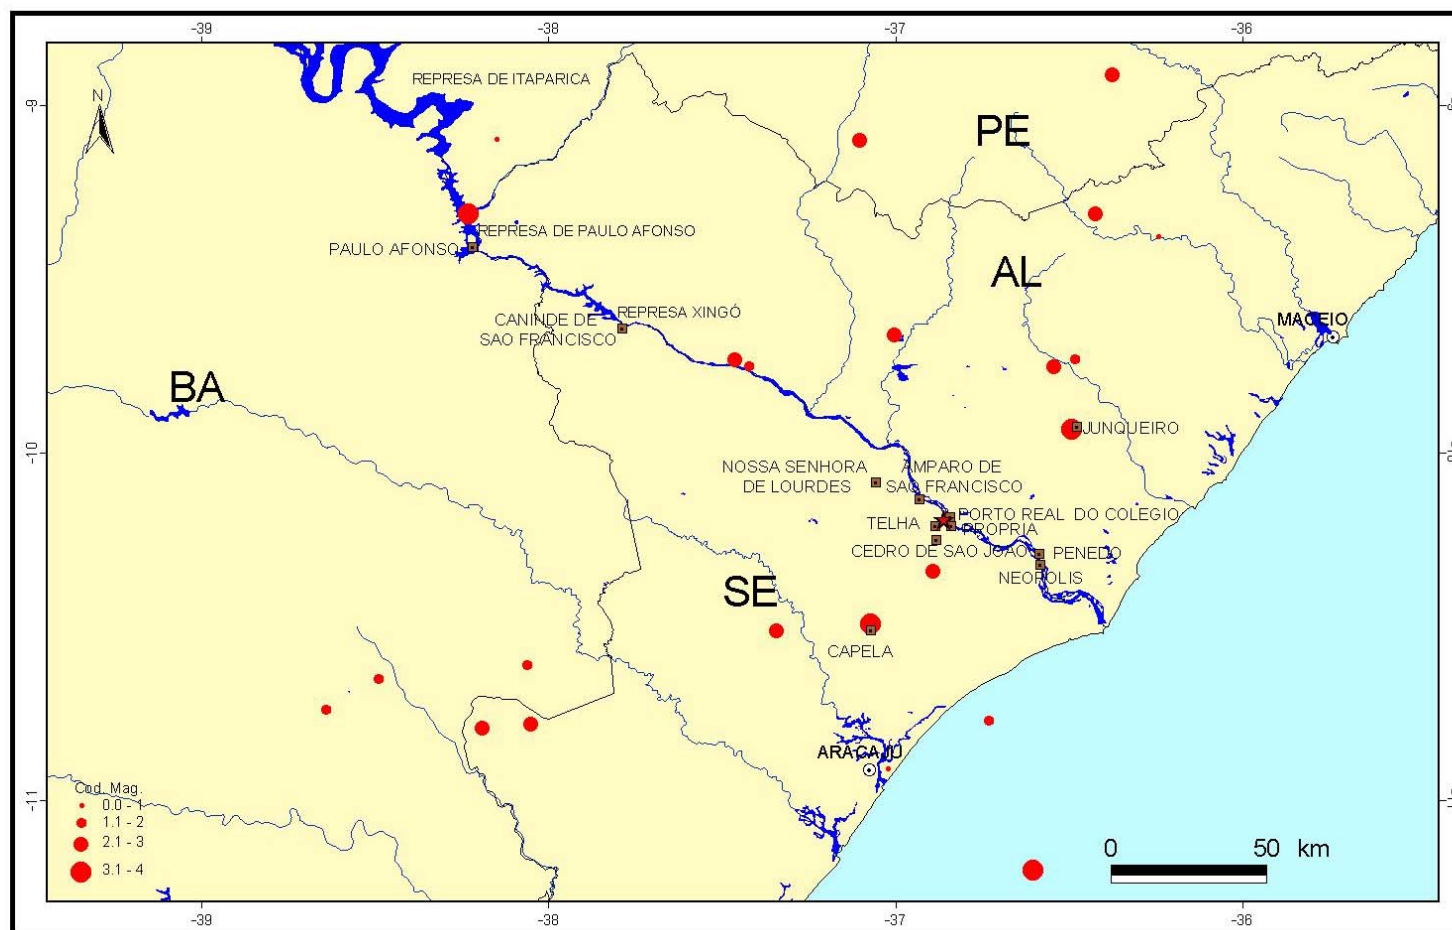 -39 -38 -37 -36
REPRESA DE ITAPARICA
N
-9
PE
REPRESA DE PAULO AFONSO
PAULO AFONSO
AL
REPRESA XINGÓ
CANINDE DE
SAO FRANCISCO
MACEIO
BA
JUNQUEIRO
-10
NOSSA SENHORA
DE LOURDES
AMPARO DE
SAO FRANCISCO
PORTO REAL DO COLEGIO
TELHA
PROPRIA
CEDRO DE SAO JOAO
PENEDO
NEOPOLIS
SE
CAPELA
ARACAJU
-11
Cod. Mag.
0.0 - 1
1.1 - 2
2.1 - 3
3.1 - 4
0 50 km
-39 -38 -37 -36